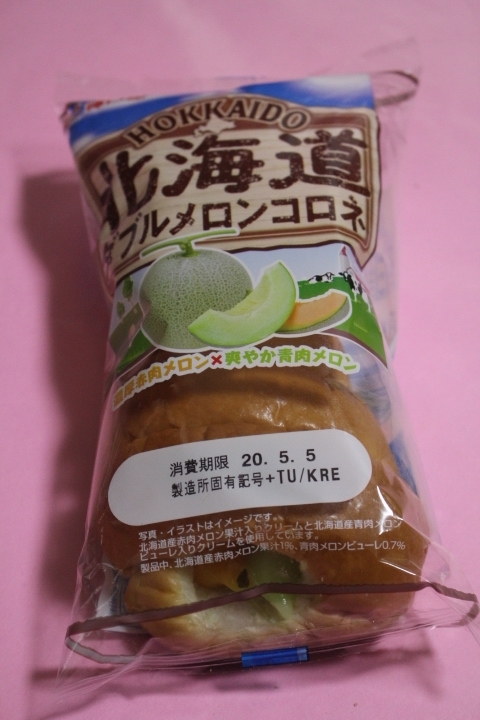 HOKKAIDO
北海道
ダブルメロンコロネ
濃厚赤肉メロン×爽やか青肉メロン
消費期限 20. 5. 5
製造所固有記号+TU/KRE
写真・イラストはイメージです。
北海道産赤肉メロン果汁入りクリームと北海道産青肉メロン
ピューレ入りクリームを使用しています。
製品中、北海道産赤肉メロン果汁1%、青肉メロンピューレ0.7%